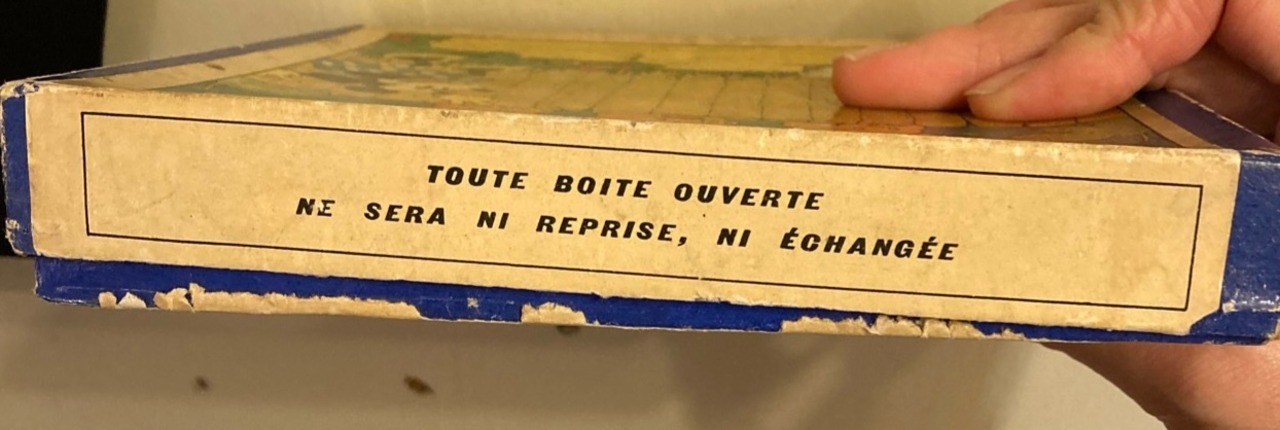 TOUTE BOITE OUVERTE
NE SERA NI REPRISE, NI ÉCHANGÉE